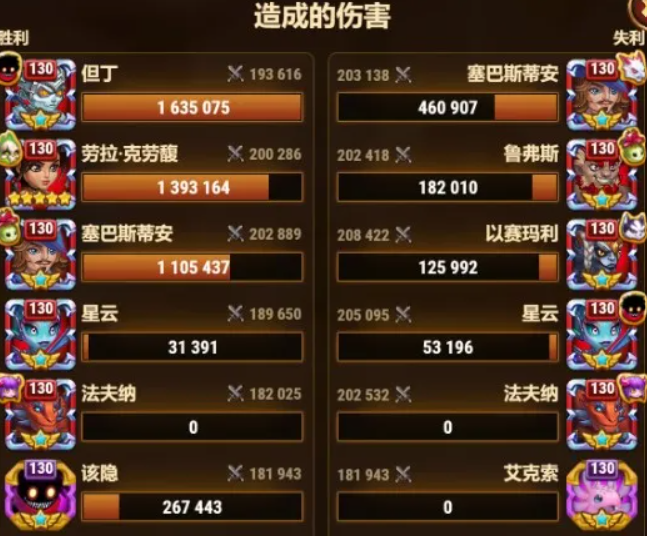 造成的伤害
胜利 失利
130 但丁 193 616 203 138 塞巴斯蒂安 130
1 635 075 460 907
130 劳拉·克劳馥 200 286 202 418 鲁弗斯 130
1 393 164 182 010
130 塞巴斯蒂安 202 889 208 422 以赛玛利 130
1 105 437 125 992
130 星云 189 650 205 095 星云 130
31 391 53 196
130 法夫纳 182 025 202 532 法夫纳 130
0 0
130 该隐 181 943 181 943 艾克索 130
267 443 0